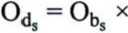 O_{d_s} = O_{b_s} ×